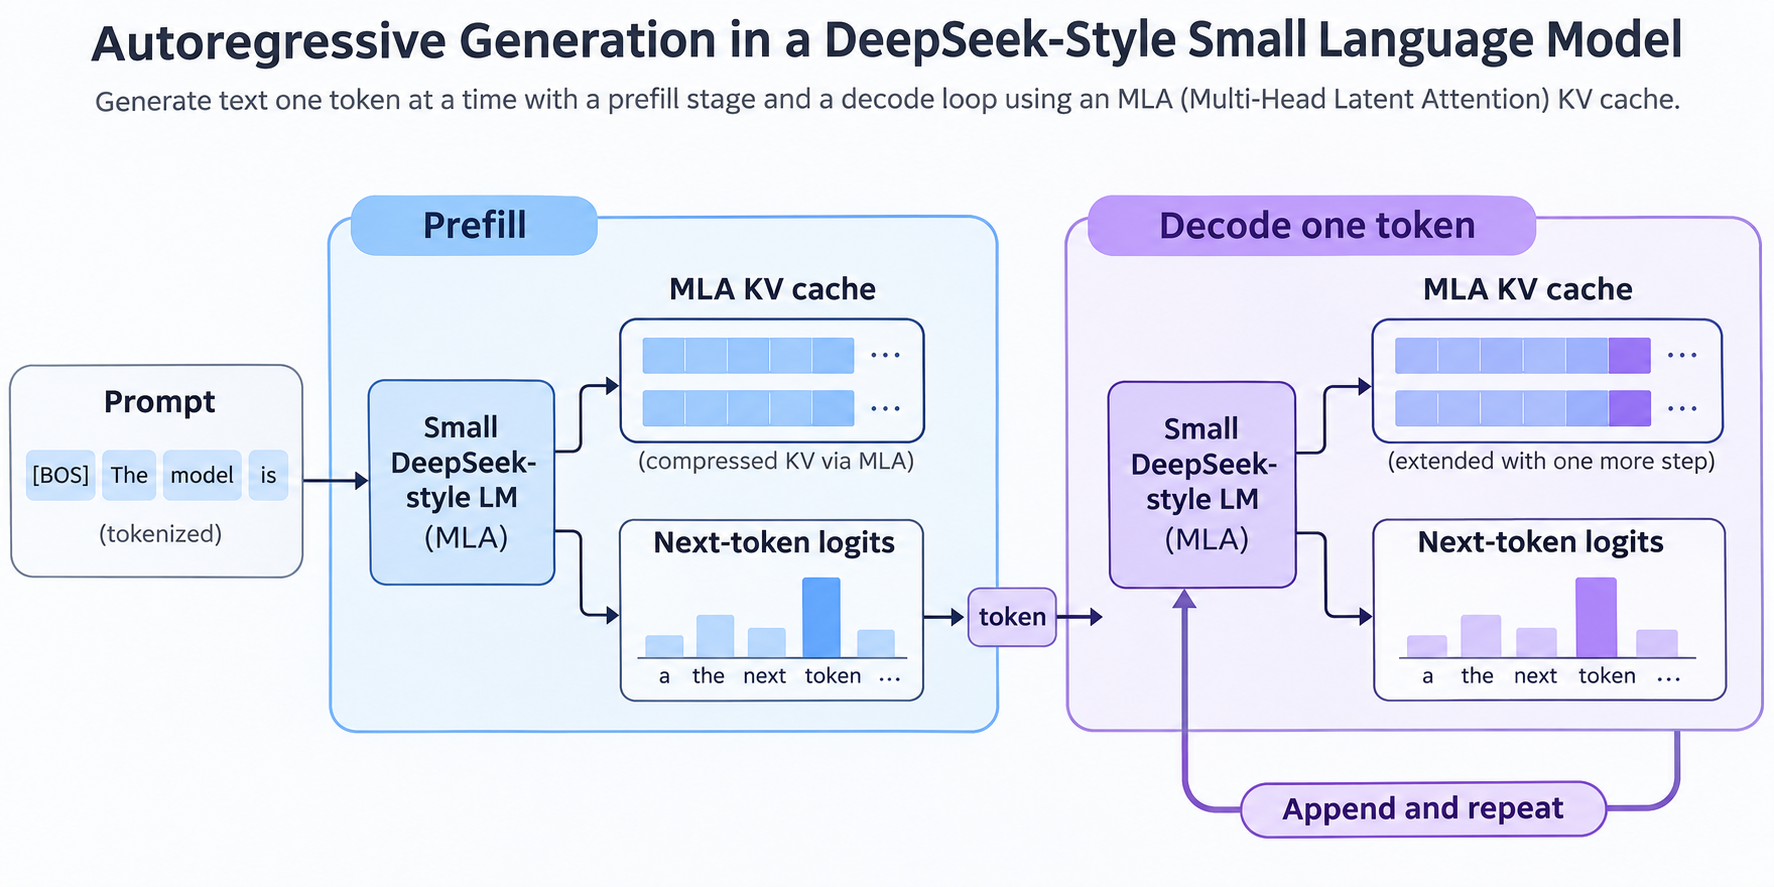 Autoregressive Generation in a DeepSeek-Style Small Language Model
Generate text one token at a time with a prefill stage and a decode loop using an MLA (Multi-Head Latent Attention) KV cache.
Prompt
[BOS] The model is
(tokenized)
Prefill
Small
DeepSeek-
style LM
(MLA)
MLA KV cache
...
...
(compressed KV via MLA)
Next-token logits
a the next token ...
token
Decode one token
Small
DeepSeek-
style LM
(MLA)
MLA KV cache
...
...
(extended with one more step)
Next-token logits
a the next token ...
Append and repeat